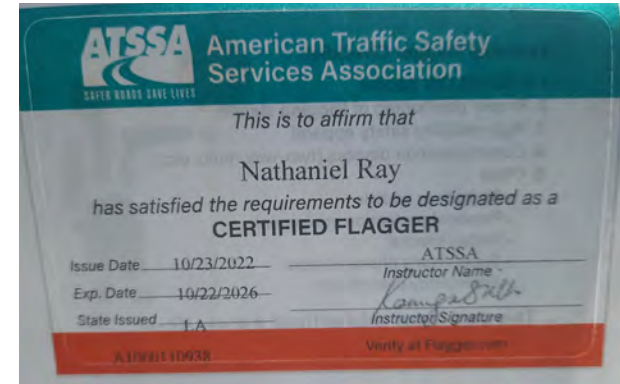 ATSSA
SAFER ROADS SAVE LIVES
American Traffic Safety
Services Association
This is to affirm that
Nathaniel Ray
has satisfied the requirements to be designated as a
CERTIFIED FLAGGER
Issue Date 10/23/2022
ATSSA
Instructor Name
Exp. Date 10/22/2026
Instructor Signature
State Issued LA
Verify at Flagger.com